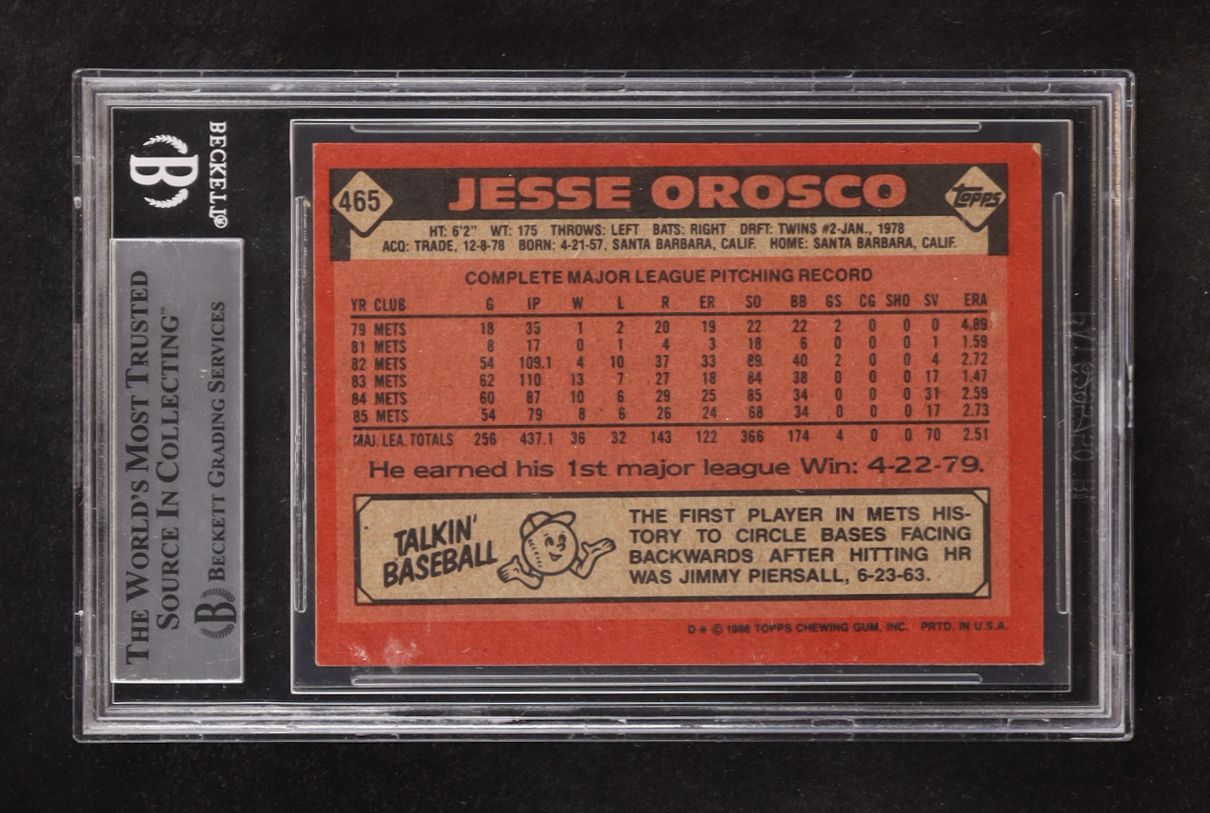 BECKETT®
B
THE WORLD'S MOST TRUSTED
SOURCE IN COLLECTING™
B BECKETT GRADING SERVICES
465
JESSE OROSCO
topps
HT: 6'2" WT: 175 THROWS: LEFT BATS: RIGHT DRFT: TWINS #2-JAN., 1978
ACQ: TRADE, 12-8-78 BORN: 4-21-57, SANTA BARBARA, CALIF. HOME: SANTA BARBARA, CALIF.
COMPLETE MAJOR LEAGUE PITCHING RECORD
YR CLUB G IP W L R ER SO BB GS CG SHO SV ERA
79 METS 18 35 1 2 20 19 22 22 2 0 0 0 4.89
81 METS 8 17 0 1 4 3 18 6 0 0 0 1 1.59
82 METS 54 109.1 4 10 37 33 89 40 2 0 0 4 2.72
83 METS 62 110 13 7 27 18 84 38 0 0 0 17 1.47
84 METS 60 87 10 6 29 25 85 34 0 0 0 31 2.59
85 METS 54 79 8 6 26 24 68 34 0 0 0 17 2.73
MAJ. LEA. TOTALS 256 437.1 36 32 143 122 366 174 4 0 0 70 2.51
He earned his 1st major league Win: 4-22-79.
TALKIN'
BASEBALL
THE FIRST PLAYER IN METS HIS-
TORY TO CIRCLE BASES FACING
BACKWARDS AFTER HITTING HR
WAS JIMMY PIERSALL, 6-23-63.
D* © 1986 TOPPS CHEWING GUM, INC. PRTD. IN U.S.A.